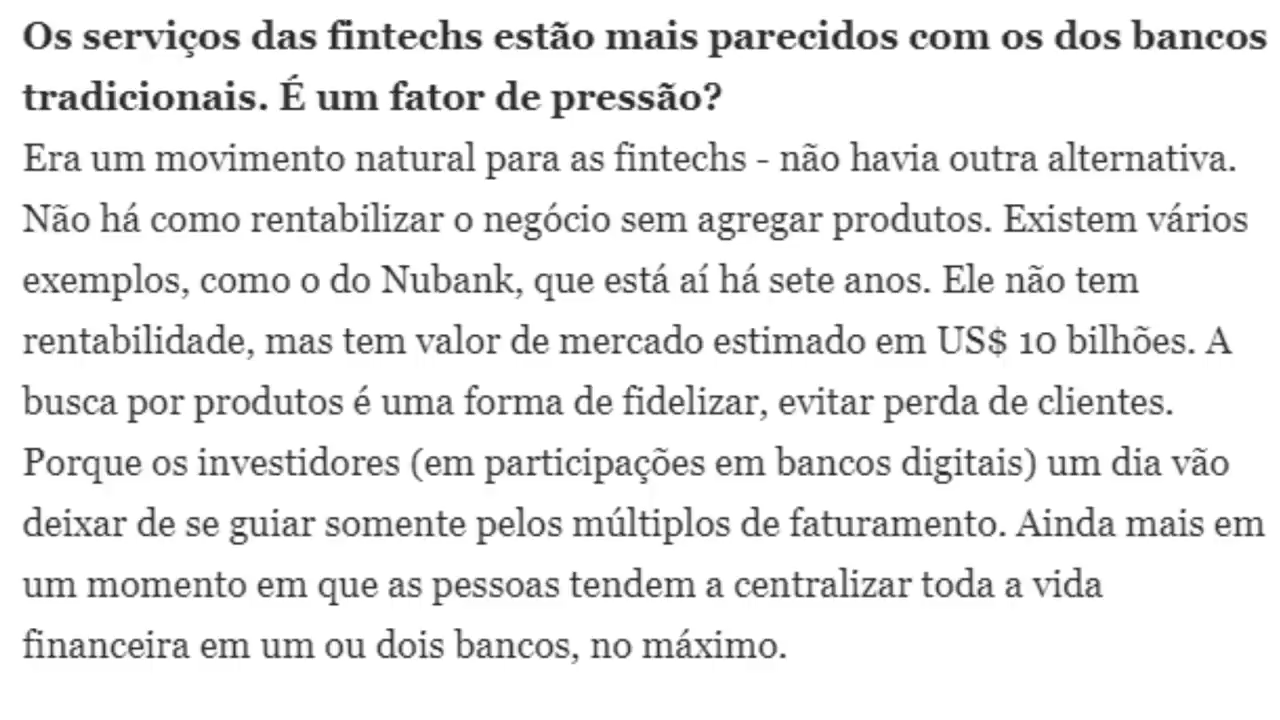 Os serviços das fintechs estão mais parecidos com os dos bancos
tradicionais. É um fator de pressão?
Era um movimento natural para as fintechs - não havia outra alternativa.
Não há como rentabilizar o negócio sem agregar produtos. Existem vários
exemplos, como o do Nubank, que está aí há sete anos. Ele não tem
rentabilidade, mas tem valor de mercado estimado em US$ 10 bilhões. A
busca por produtos é uma forma de fidelizar, evitar perda de clientes.
Porque os investidores (em participações em bancos digitais) um dia vão
deixar de se guiar somente pelos múltiplos de faturamento. Ainda mais em
um momento em que as pessoas tendem a centralizar toda a vida
financeira em um ou dois bancos, no máximo.